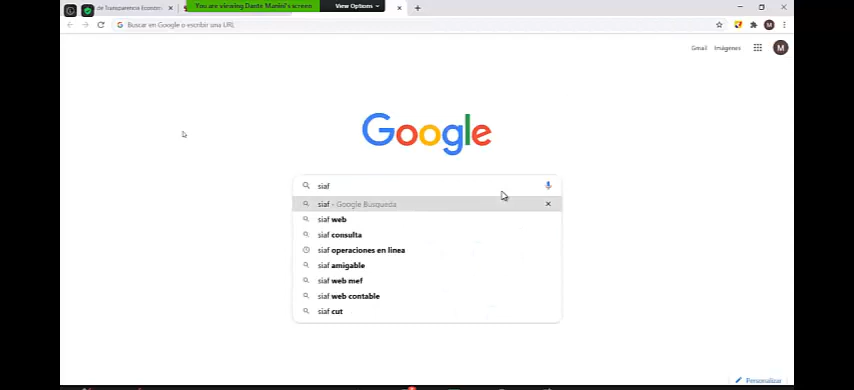 de Transparencia Económi
You are viewing Dante Manini's screen
View Options
Buscar en Google o escribir una URL
M
Gmail Imágenes
M
Google
siaf
siaf - Google Búsqueda
siaf web
siaf consulta
siaf operaciones en linea
siaf amigable
siaf web mef
siaf web contable
siaf cut
Personalizar